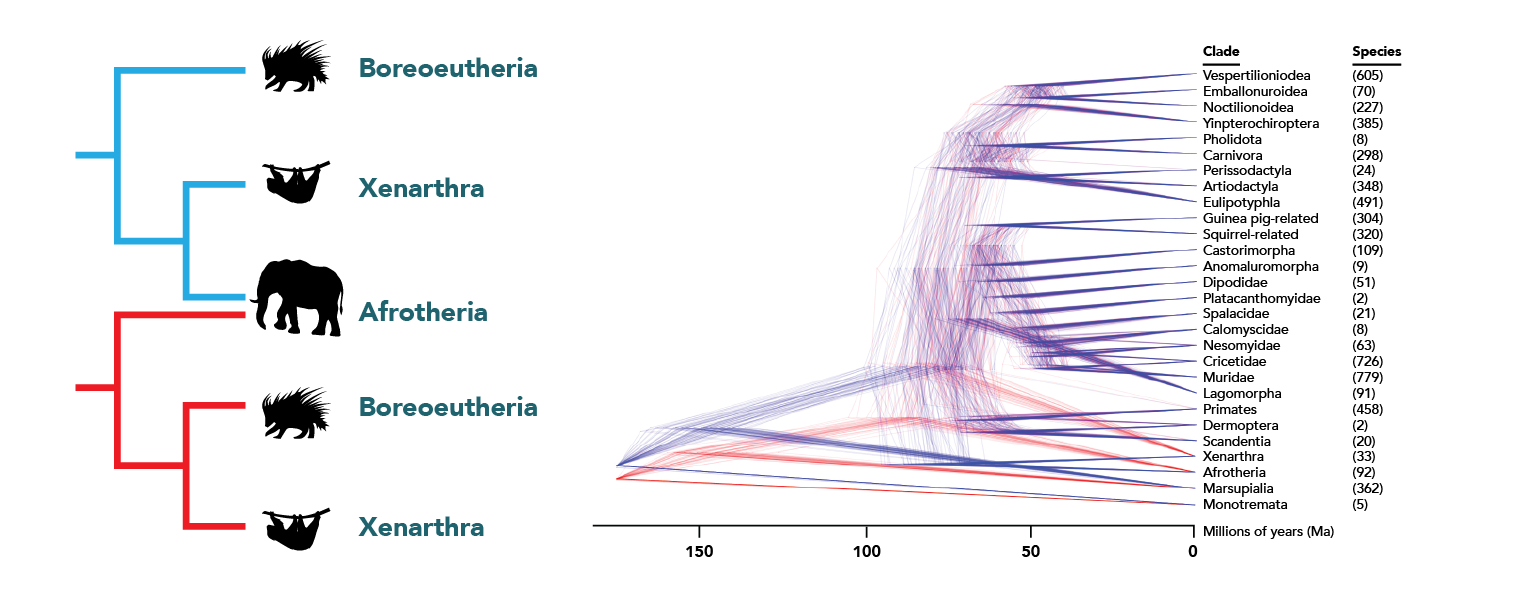 Boreoeutheria
Xenarthra
Afrotheria
Boreoeutheria
Xenarthra
Clade Species
Vespertilioniodea (605)
Emballonuroidea (70)
Noctilionoidea (227)
Yinpterochiroptera (385)
Pholidota (8)
Carnivora (298)
Perissodactyla (24)
Artiodactyla (348)
Eulipotyphla (491)
Guinea pig-related (304)
Squirrel-related (320)
Castorimorpha (109)
Anomaluromorpha (9)
Dipodidae (51)
Platacanthomyidae (2)
Spalacidae (21)
Calomyscidae (8)
Nesomyidae (63)
Cricetidae (726)
Muridae (779)
Lagomorpha (91)
Primates (458)
Dermoptera (2)
Scandentia (20)
Xenarthra (33)
Afrotheria (92)
Marsupialia (362)
Monotremata (5)
Millions of years (Ma)
150 100 50 0